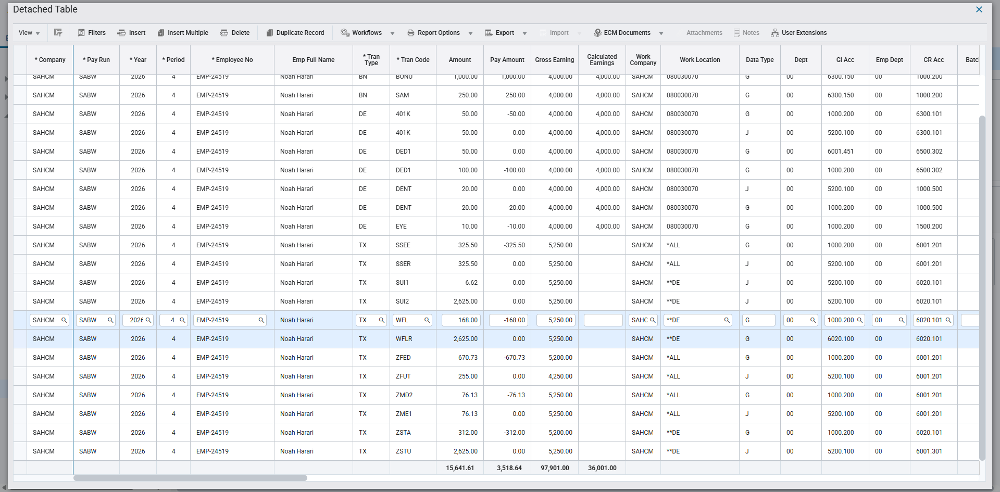 Detached Table
View Filters Insert Insert Multiple Delete Duplicate Record Workflows Report Options Export Import ECM Documents Attachments Notes User Extensions
* Company * Pay Run * Year * Period * Employee No Emp Full Name * Tran Type * Tran Code Amount Pay Amount Gross Earning Calculated Earnings Work Company Work Location Data Type Dept Gl Acc Emp Dept CR Acc Batcl
SAHCM SABW 2026 4 EMP-24519 Noah Harari BN BONU 1,000.00 1,000.00 4,000.00 4,000.00 SAHCM 080030070 G 00 6300.150 00 1000.200
SAHCM SABW 2026 4 EMP-24519 Noah Harari BN SAM 250.00 250.00 4,000.00 4,000.00 SAHCM 080030070 G 00 6300.150 00 1000.200
SAHCM SABW 2026 4 EMP-24519 Noah Harari DE 401K 50.00 -50.00 4,000.00 4,000.00 SAHCM 080030070 G 00 1000.200 00 6300.101
SAHCM SABW 2026 4 EMP-24519 Noah Harari DE 401K 50.00 0.00 4,000.00 4,000.00 SAHCM 080030070 J 00 5200.100 00 6300.101
SAHCM SABW 2026 4 EMP-24519 Noah Harari DE DED1 50.00 0.00 4,000.00 4,000.00 SAHCM 080030070 G 00 6001.451 00 6500.302
SAHCM SABW 2026 4 EMP-24519 Noah Harari DE DED1 100.00 -100.00 4,000.00 4,000.00 SAHCM 080030070 G 00 1000.200 00 6500.302
SAHCM SABW 2026 4 EMP-24519 Noah Harari DE DENT 20.00 0.00 4,000.00 4,000.00 SAHCM 080030070 J 00 5200.100 00 1000.500
SAHCM SABW 2026 4 EMP-24519 Noah Harari DE DENT 20.00 -20.00 4,000.00 4,000.00 SAHCM 080030070 G 00 1000.200 00 1000.500
SAHCM SABW 2026 4 EMP-24519 Noah Harari DE EYE 10.00 -10.00 4,000.00 4,000.00 SAHCM 080030070 G 00 1000.200 00 1500.200
SAHCM SABW 2026 4 EMP-24519 Noah Harari TX SSEE 325.50 -325.50 5,250.00 SAHCM *ALL G 00 1000.200 00 6001.201
SAHCM SABW 2026 4 EMP-24519 Noah Harari TX SSER 325.50 0.00 5,250.00 SAHCM *ALL J 00 5200.100 00 6001.201
SAHCM SABW 2026 4 EMP-24519 Noah Harari TX SUI1 6.62 0.00 5,250.00 SAHCM **DE J 00 5200.100 00 6020.101
SAHCM SABW 2026 4 EMP-24519 Noah Harari TX SUI2 2,625.00 0.00 5,250.00 SAHCM **DE J 00 5200.100 00 6020.101
SAHCM SABW 2026 4 EMP-24519 Noah Harari TX WFL 168.00 -168.00 5,250.00 SAHC **DE G 00 1000.200 00 6020.101
SAHCM SABW 2026 4 EMP-24519 Noah Harari TX WFLR 2,625.00 0.00 5,250.00 SAHCM **DE G 00 6020.100 00 6020.101
SAHCM SABW 2026 4 EMP-24519 Noah Harari TX ZFED 670.73 -670.73 5,200.00 SAHCM *ALL G 00 1000.200 00 6001.201
SAHCM SABW 2026 4 EMP-24519 Noah Harari TX ZFUT 255.00 0.00 4,250.00 SAHCM *ALL J 00 5200.100 00 6001.201
SAHCM SABW 2026 4 EMP-24519 Noah Harari TX ZMD2 76.13 -76.13 5,250.00 SAHCM *ALL G 00 1000.200 00 6001.201
SAHCM SABW 2026 4 EMP-24519 Noah Harari TX ZME1 76.13 0.00 5,250.00 SAHCM *ALL J 00 5200.100 00 6001.201
SAHCM SABW 2026 4 EMP-24519 Noah Harari TX ZSTA 312.00 -312.00 5,200.00 SAHCM **DE G 00 1000.200 00 6020.101
SAHCM SABW 2026 4 EMP-24519 Noah Harari TX ZSTU 2,625.00 0.00 5,250.00 SAHCM **DE J 00 5200.100 00 6001.301
15,641.61 3,518.64 97,901.00 36,001.00